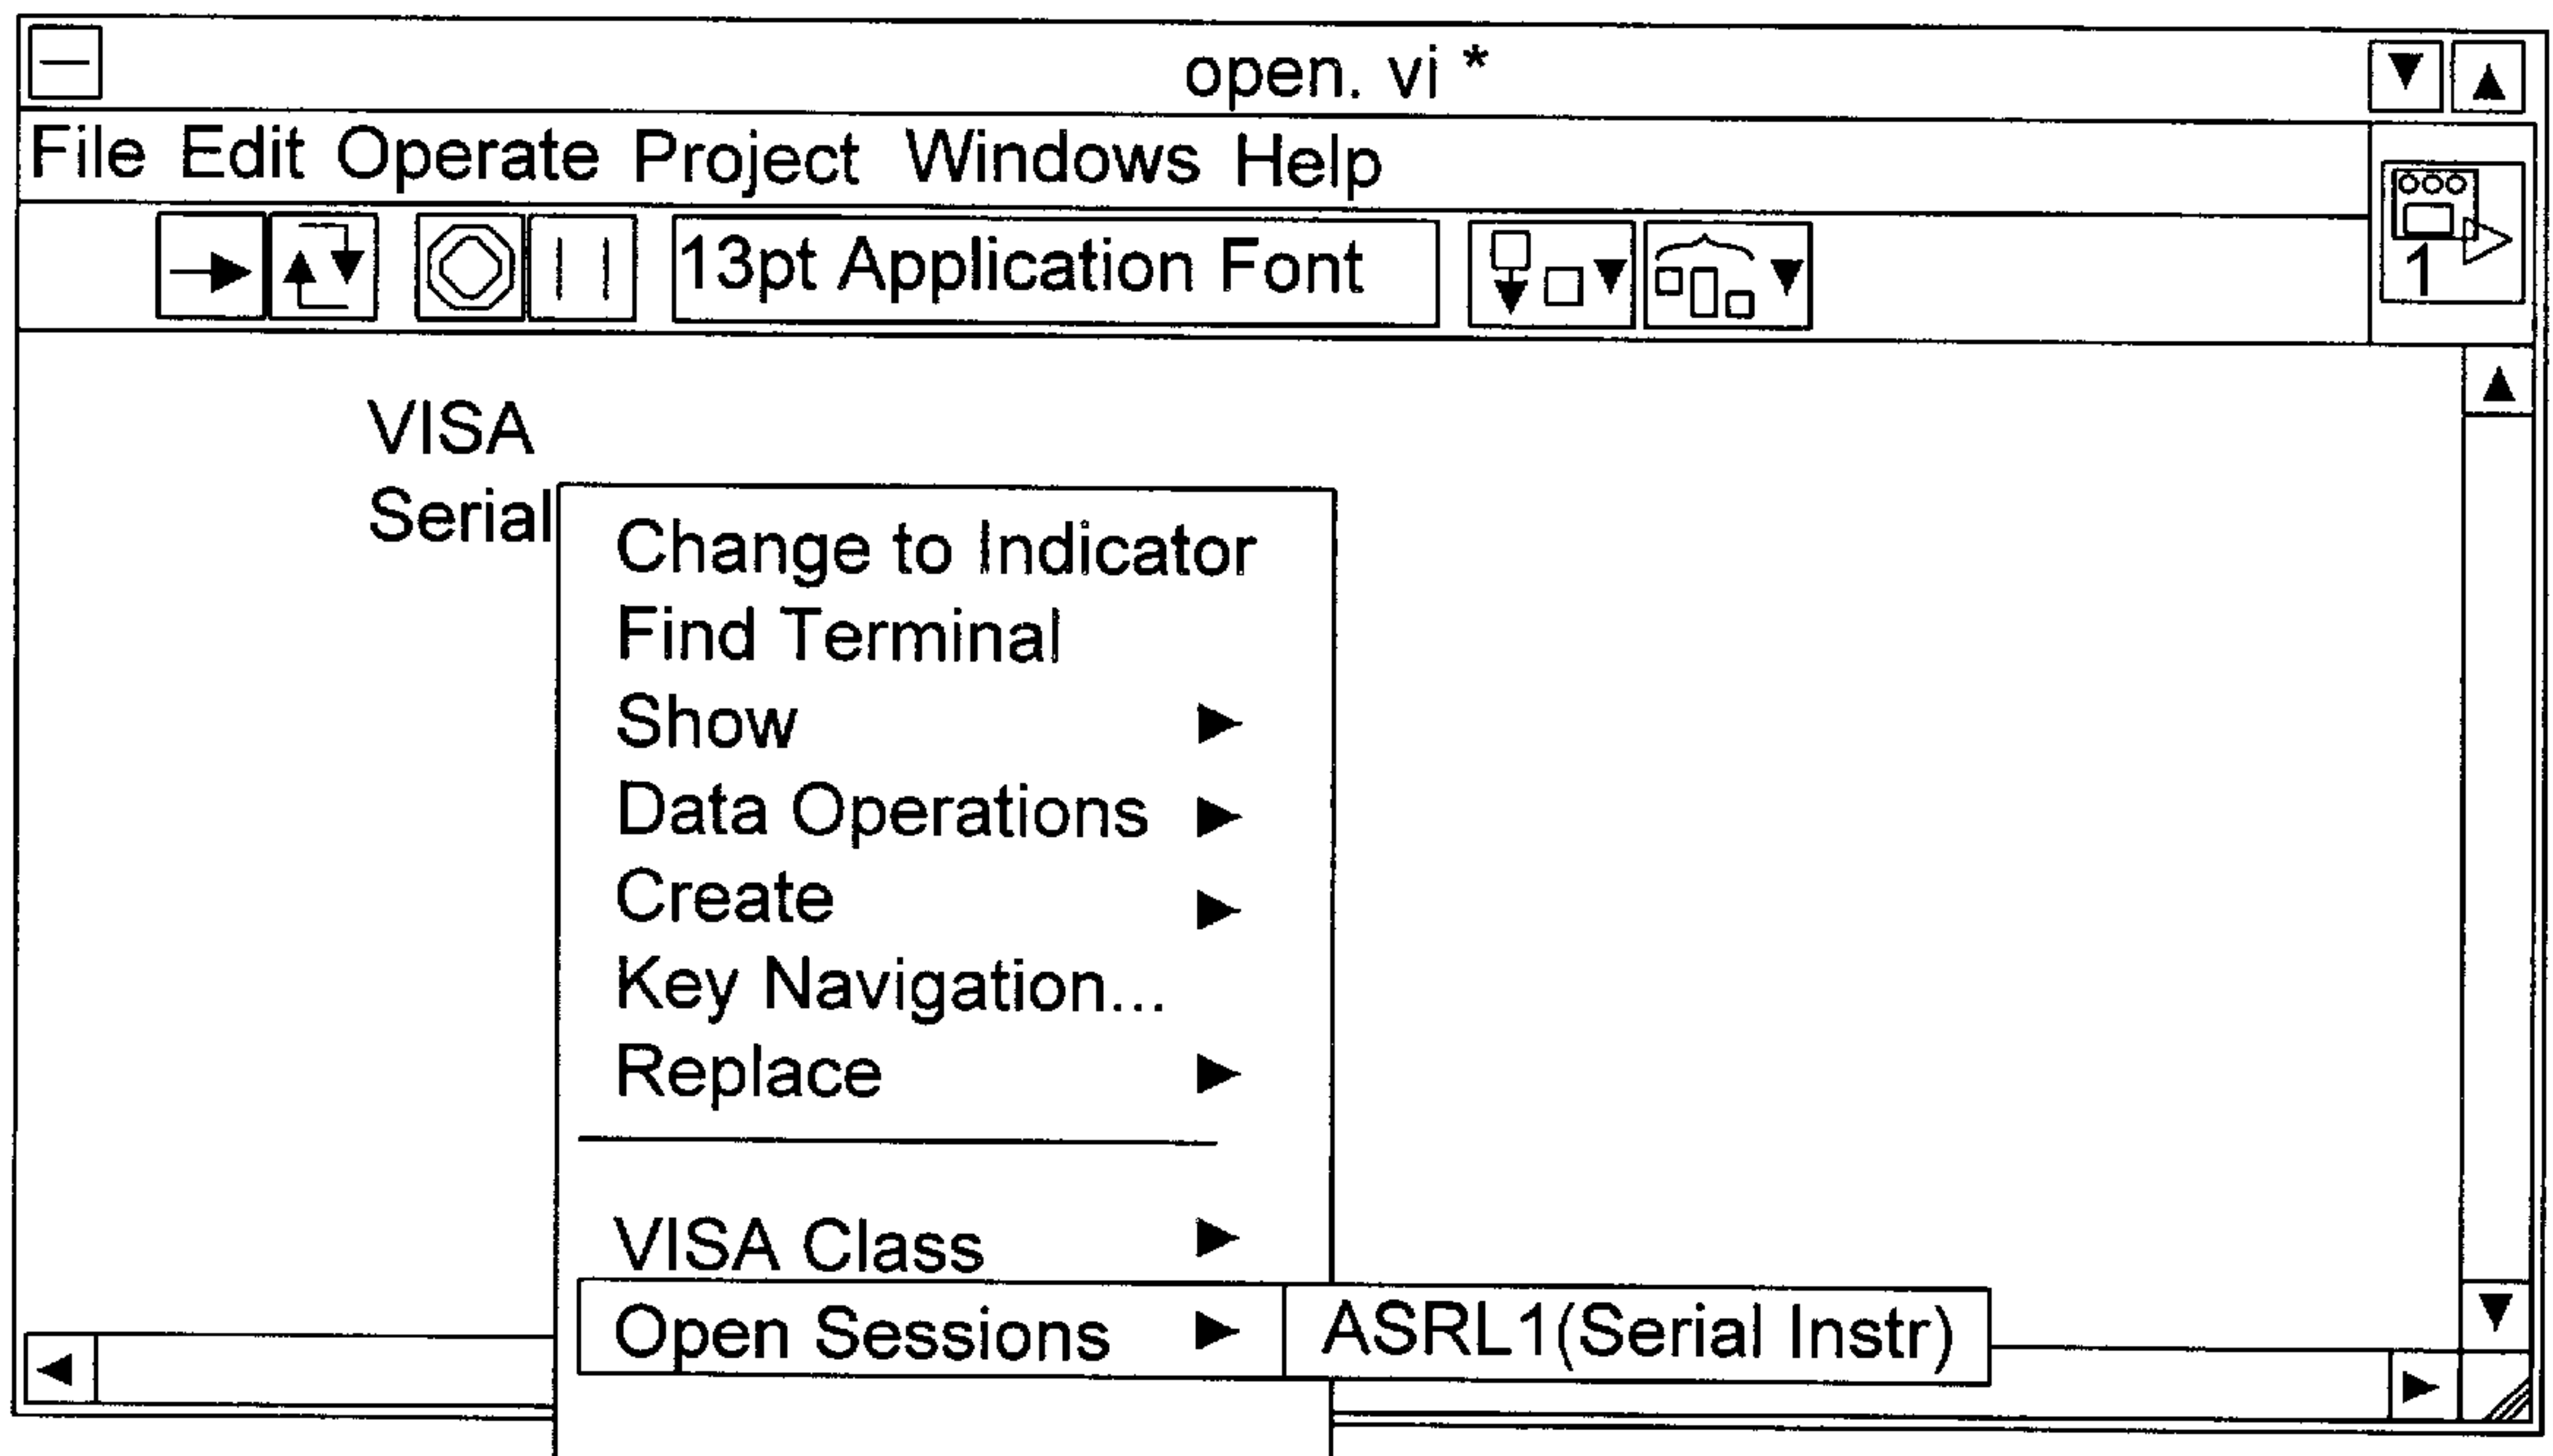 open. vi *
File Edit Operate Project Windows Help
13pt Application Font
1
VISA
Serial
Change to Indicator
Find Terminal
Show
Data Operations
Create
Key Navigation...
Replace
VISA Class
Open Sessions
ASRL1(Serial Instr)